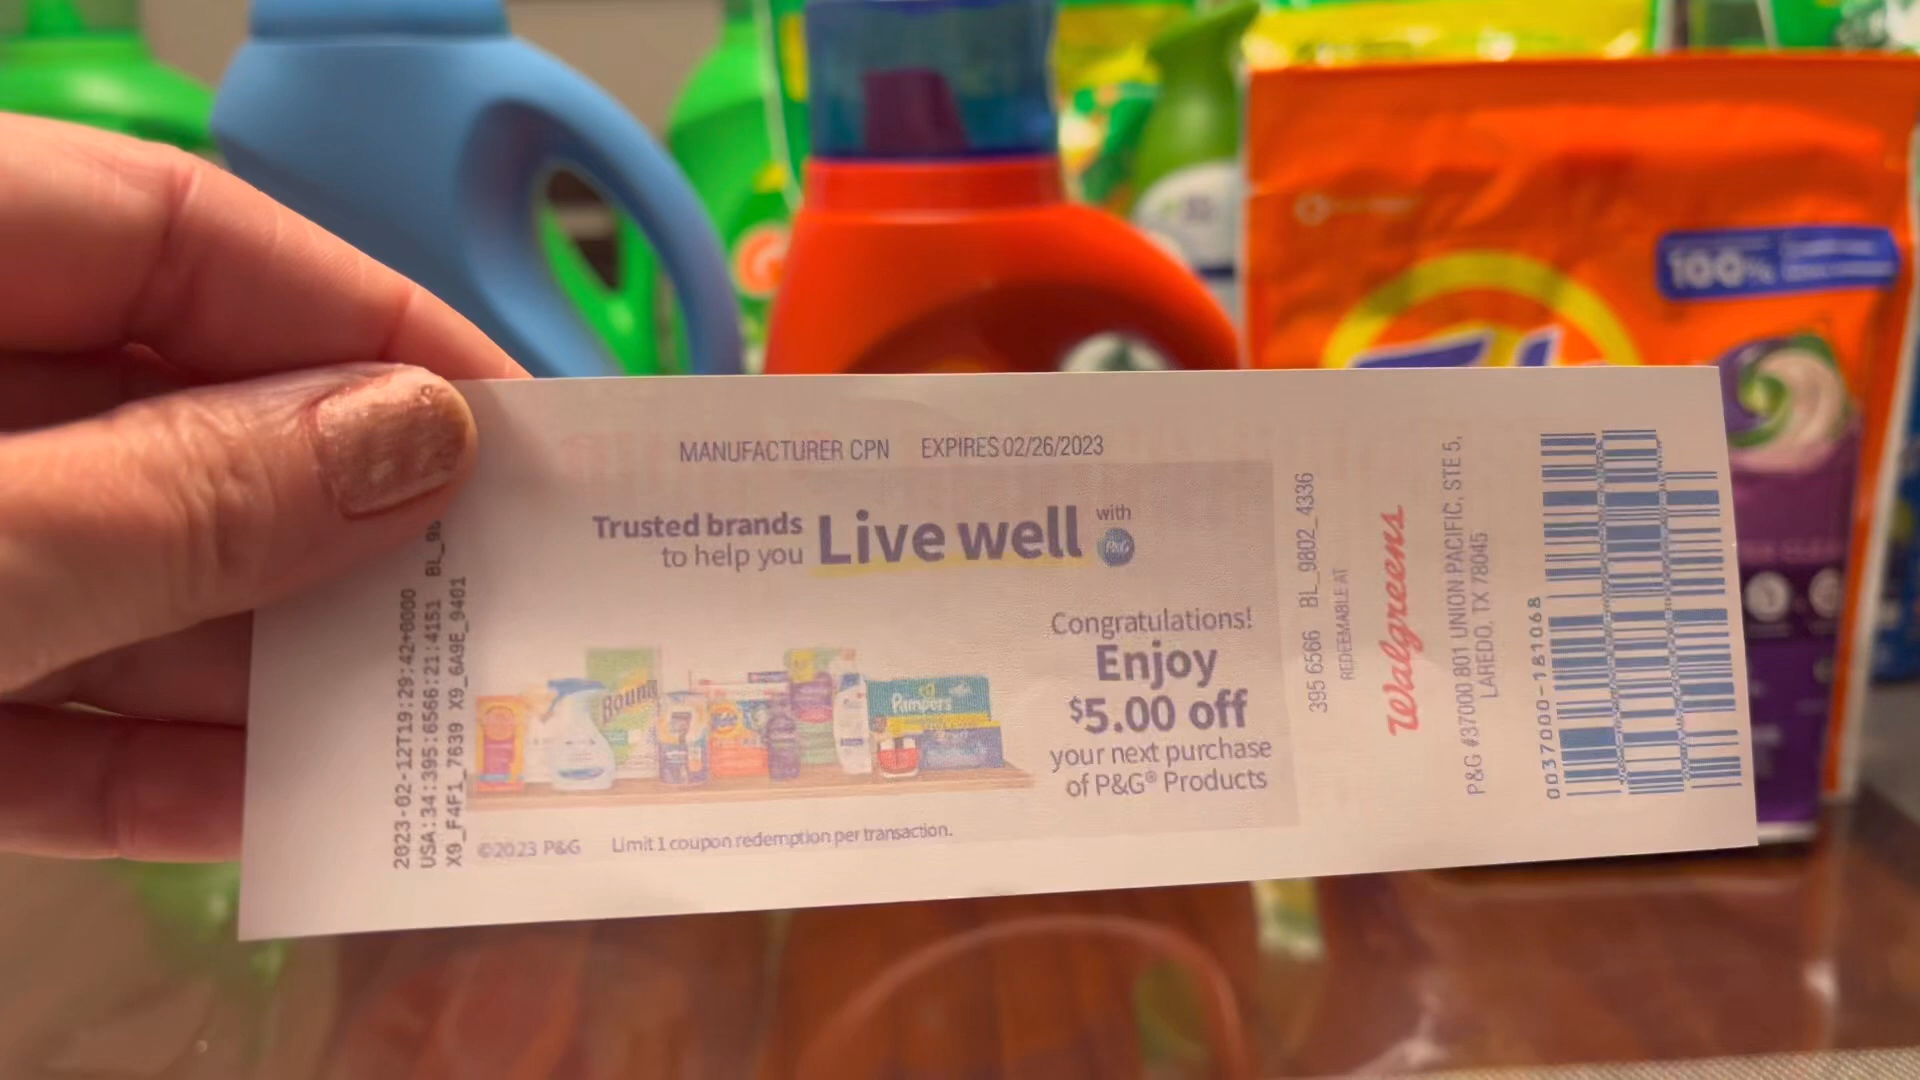 100%
MANUFACTURER CPN EXPIRES 02/26/2023
Trusted brands
to help you
Live well
with
P&G
Congratulations!
Enjoy
$5.00 off
your next purchase
of P&G® Products
Bounty
Pampers
©2023 P&G Limit 1 coupon redemption per transaction.
2023-02-12T19:29:42+0000
USA:34:395:6566:21:4151 BL_98
X9_F4F1_7639 X9_6A9E_9401
395 6566 BL_9802_4336
REDEEMABLE AT
Walgreens
P&G #37000 801 UNION PACIFIC, STE 5,
LAREDO, TX 78045
0037000-181068